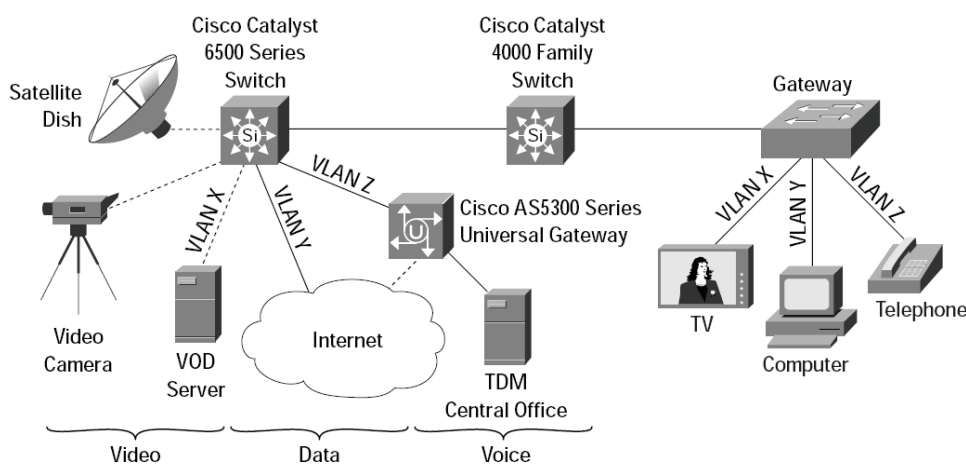 Cisco Catalyst
6500 Series
Switch
Cisco Catalyst
4000 Family
Switch
Gateway
Satellite
Dish
Si
Si
VLAN X
VLAN Y
VLAN Z
U
Cisco AS5300 Series
Universal Gateway
VLAN X
VLAN Y
VLAN Z
Video
Camera
VOD
Server
Internet
TDM
Central Office
TV
Computer
Telephone
Video
Data
Voice